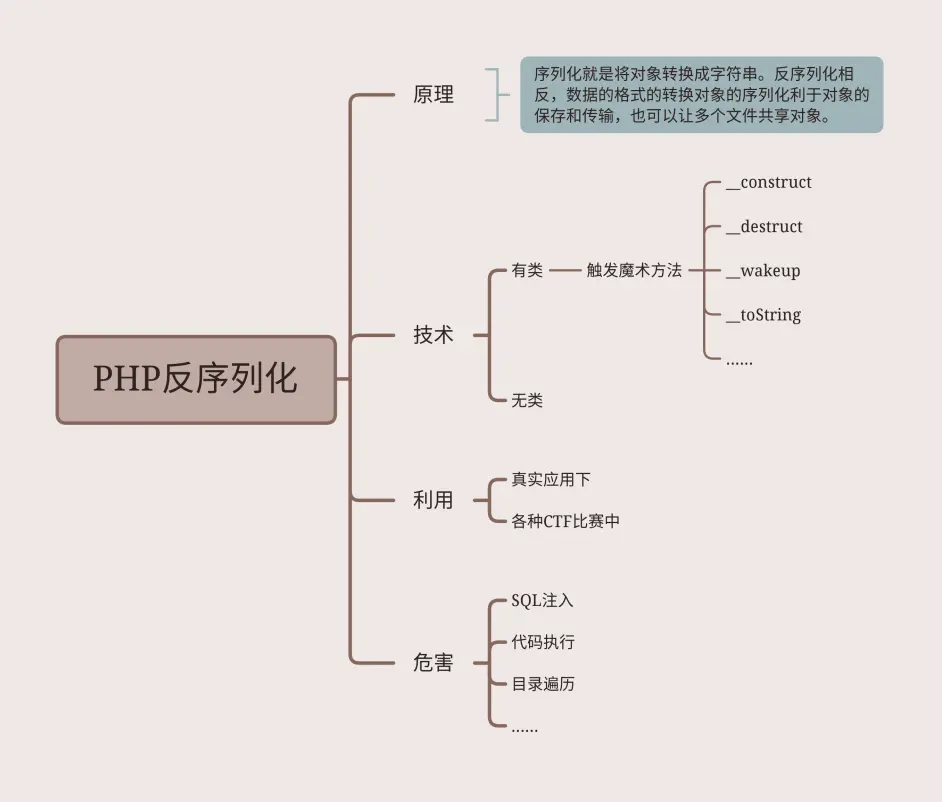 PHP反序列化
原理
序列化就是将对象转换成字符串。反序列化相
反，数据的格式的转换对象的序列化利于对象的
保存和传输，也可以让多个文件共享对象。
技术
有类
触发魔术方法
__construct
__destruct
__wakeup
__toString
……
无类
利用
真实应用下
各种CTF比赛中
危害
SQL注入
代码执行
目录遍历
……